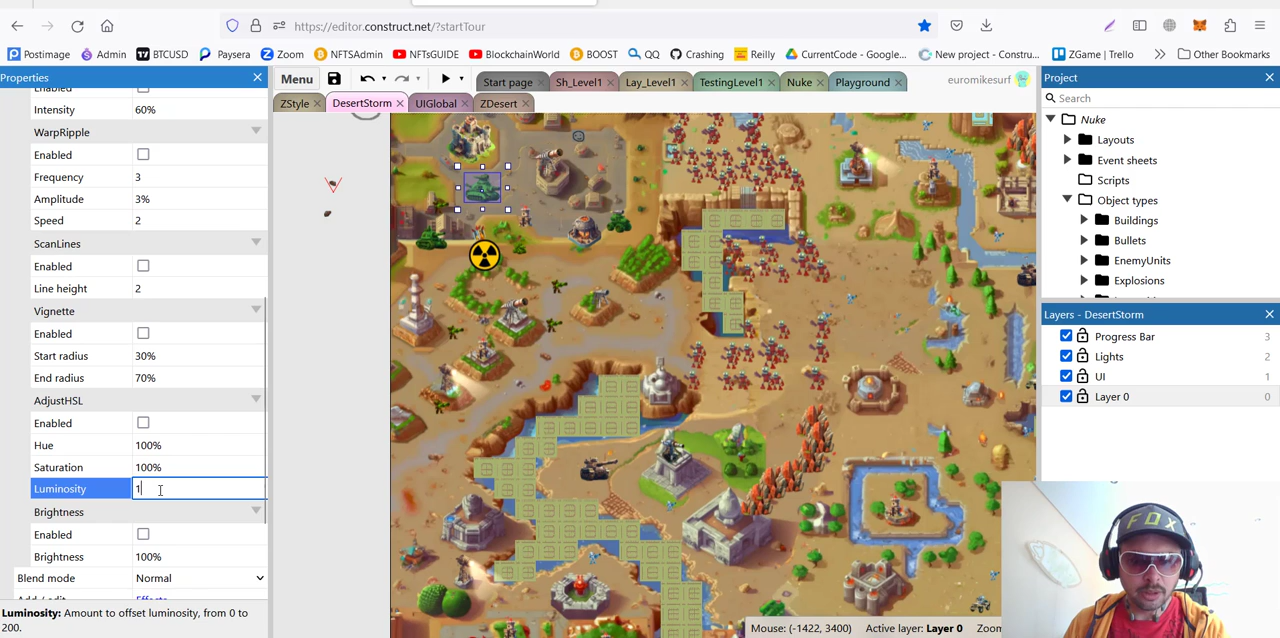 https://editor.construct.net/?startTour
Postimage
Admin
BTCUSD
Paysera
Zoom
NFTSAdmin
NFTsGUIDE
BlockchainWorld
BOOST
QQ
Crashing
Reilly
CurrentCode - Google...
New project - Constru...
ZGame | Trello
Other Bookmarks
Properties
Menu
Start page
Sh_Level1
Lay_Level1
TestingLevel1
Nuke
Playground
euromikesurf
ZStyle
DesertStorm
UIGlobal
ZDesert
Enabled
Intensity 60%
WarpRipple
Enabled
Frequency 3
Amplitude 3%
Speed 2
ScanLines
Enabled
Line height 2
Vignette
Enabled
Start radius 30%
End radius 70%
AdjustHSL
Enabled
Hue 100%
Saturation 100%
Luminosity 1
Brightness
Enabled
Brightness 100%
Blend mode Normal
Add / edit Effects
Luminosity: Amount to offset luminosity, from 0 to
200.
Project
Search
Nuke
Layouts
Event sheets
Scripts
Object types
Buildings
Bullets
EnemyUnits
Explosions
Layers - DesertStorm
Progress Bar 3
Lights 2
UI 1
Layer 0 0
FOX
Mouse: (-1422, 3400) Active layer: Layer 0 Zoom